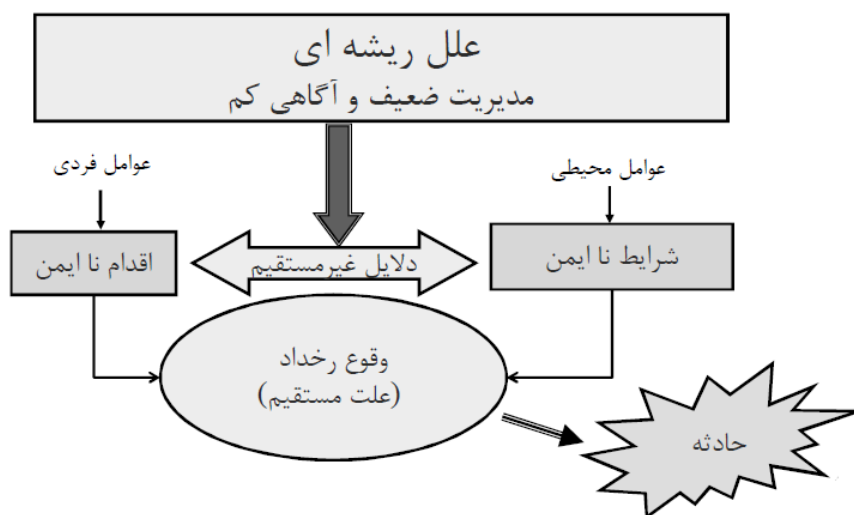 علل ریشه ای
مدیریت ضعیف و آگاهی کم
عوامل محیطی
عوامل فردی
شرایط نا ایمن
دلایل غیرمستقیم
اقدام نا ایمن
وقوع رخداد
(علت مستقیم)
حادثه